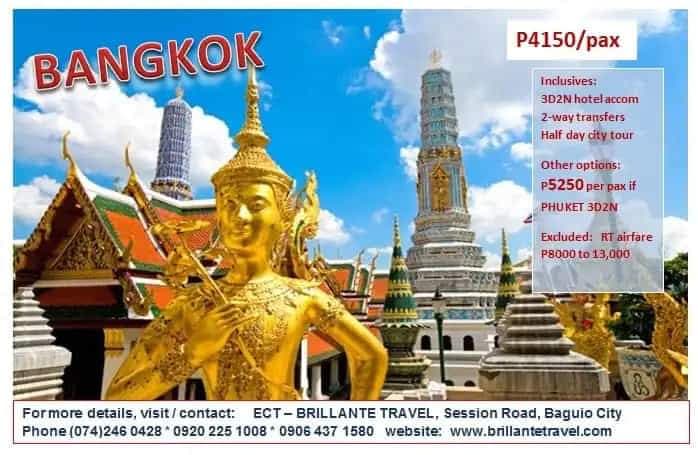 BANGKOK
P4150/pax
Inclusives:
3D2N hotel accom
2-way transfers
Half day city tour
Other options:
P5250 per pax if
PHUKET 3D2N
Excluded: RT airfare
P8000 to 13,000
For more details, visit / contact: ECT – BRILLANTE TRAVEL, Session Road, Baguio City
Phone (074)246 0428 * 0920 225 1008 * 0906 437 1580 website: www.brillantetravel.com